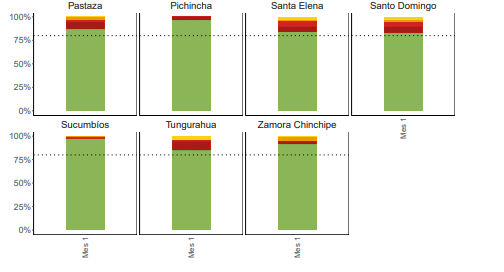 Pastaza Pichincha Santa Elena Santo Domingo
100%
75%
50%
25%
0%
Mes 1
Sucumbíos Tungurahua Zamora Chinchipe
100%
75%
50%
25%
0%
Mes 1 Mes 1 Mes 1